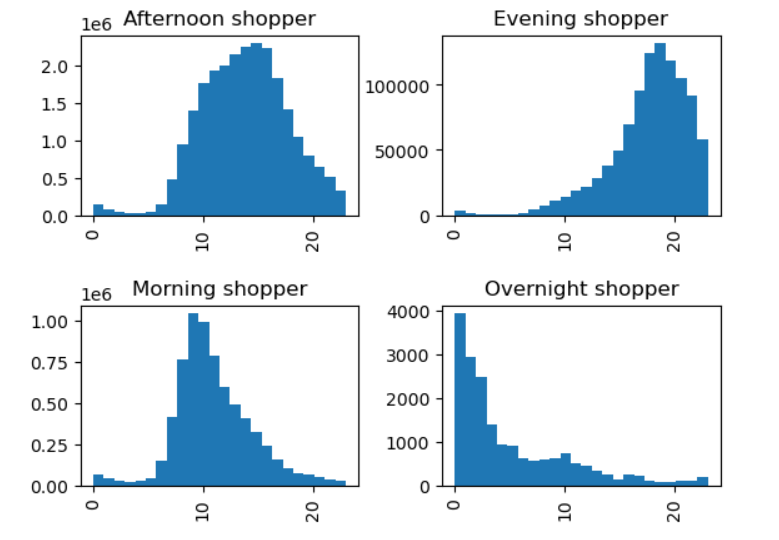 1e6 Afternoon shopper
2.0
1.5
1.0
0.5
0.0
0 10 20
Evening shopper
100000
50000
0
0 10 20
Morning shopper
1e6
1.00
0.75
0.50
0.25
0.00
0 10 20
Overnight shopper
4000
3000
2000
1000
0
0 10 20